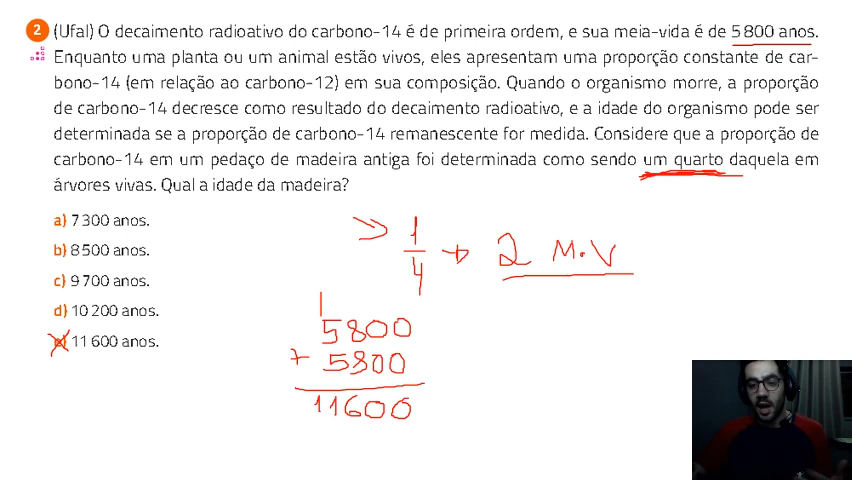 2 (Ufal) O decaimento radioativo do carbono-14 é de primeira ordem, e sua meia-vida é de 5 800 anos.
Enquanto uma planta ou um animal estão vivos, eles apresentam uma proporção constante de car-
bono-14 (em relação ao carbono-12) em sua composição. Quando o organismo morre, a proporção
de carbono-14 decresce como resultado do decaimento radioativo, e a idade do organismo pode ser
determinada se a proporção de carbono-14 remanescente for medida. Considere que a proporção de
carbono-14 em um pedaço de madeira antiga foi determinada como sendo um quarto daquela em
árvores vivas. Qual a idade da madeira?
a) 7 300 anos.
b) 8 500 anos.
c) 9 700 anos.
d) 10 200 anos.
e) 11 600 anos.
1
4
2 M.V
1
5800
+ 5800
11600